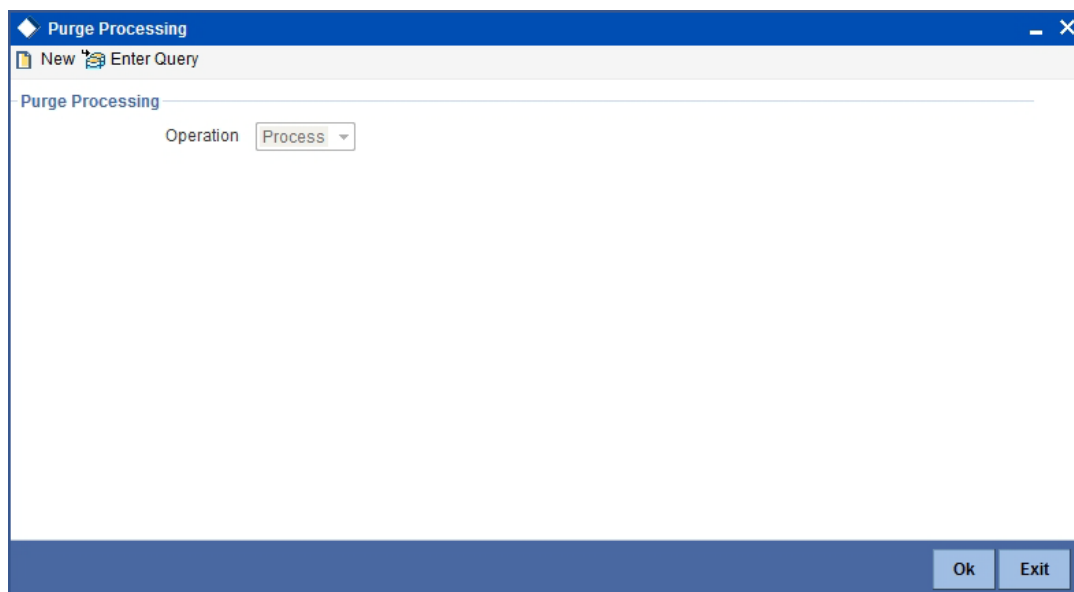 Purge Processing
New Enter Query
Purge Processing
Operation Process
Ok Exit